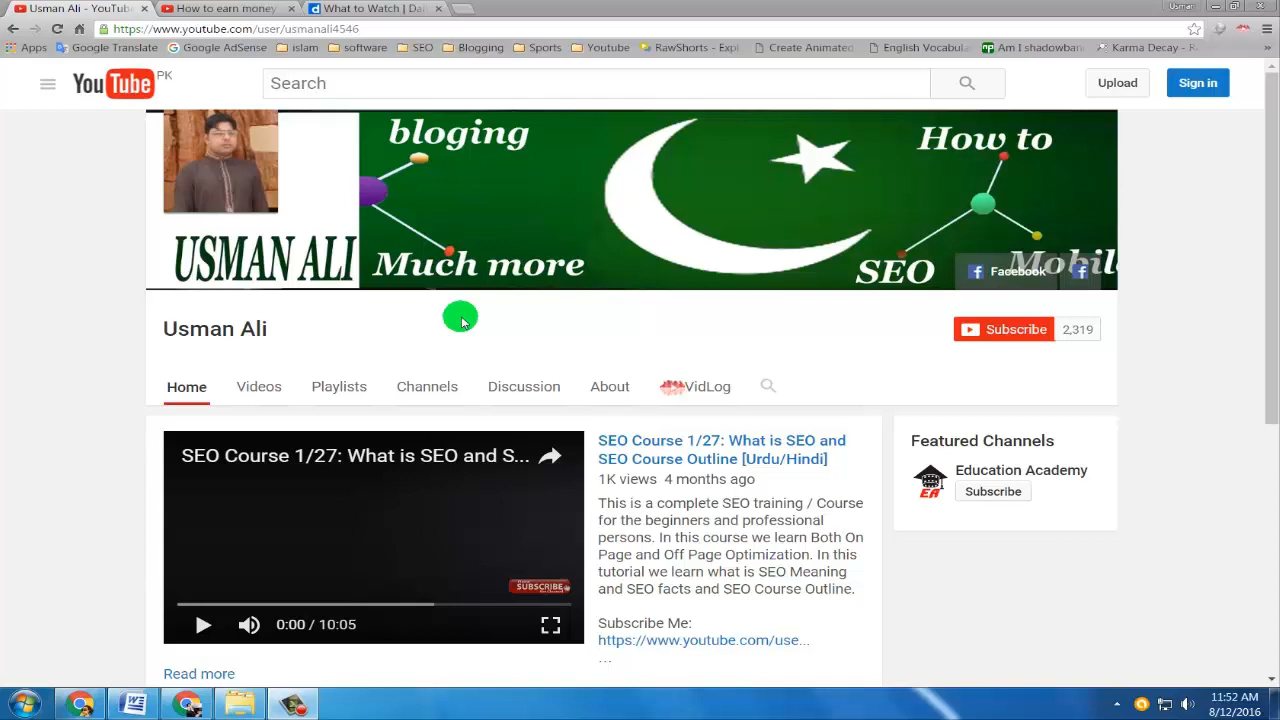 Usman Ali - YouTube
How to earn money
What to Watch | Dai
Usman
https://www.youtube.com/user/usmanali4546
Apps
Google Translate
Google AdSense
islam
software
SEO
Blogging
Sports
Youtube
RawShorts - Expl
Create Animated
English Vocabula
Am I shadowban
Karma Decay - Re
»
YouTube PK
Search
Upload
Sign in
bloging
How to
USMAN ALI
Much more
SEO
Mobil
Facebook
Usman Ali
Subscribe
2,319
Home
Videos
Playlists
Channels
Discussion
About
VidLog
SEO Course 1/27: What is SEO and S...
SUBSCRIBE
0:00 / 10:05
SEO Course 1/27: What is SEO and
SEO Course Outline [Urdu/Hindi]
1K views 4 months ago
This is a complete SEO training / Course
for the beginners and professional
persons. In this course we learn Both On
Page and Off Page Optimization. In this
tutorial we learn what is SEO Meaning
and SEO facts and SEO Course Outline.
Subscribe Me:
https://www.youtube.com/use...
...
Read more
Featured Channels
EA
Education Academy
Subscribe
11:52 AM
8/12/2016